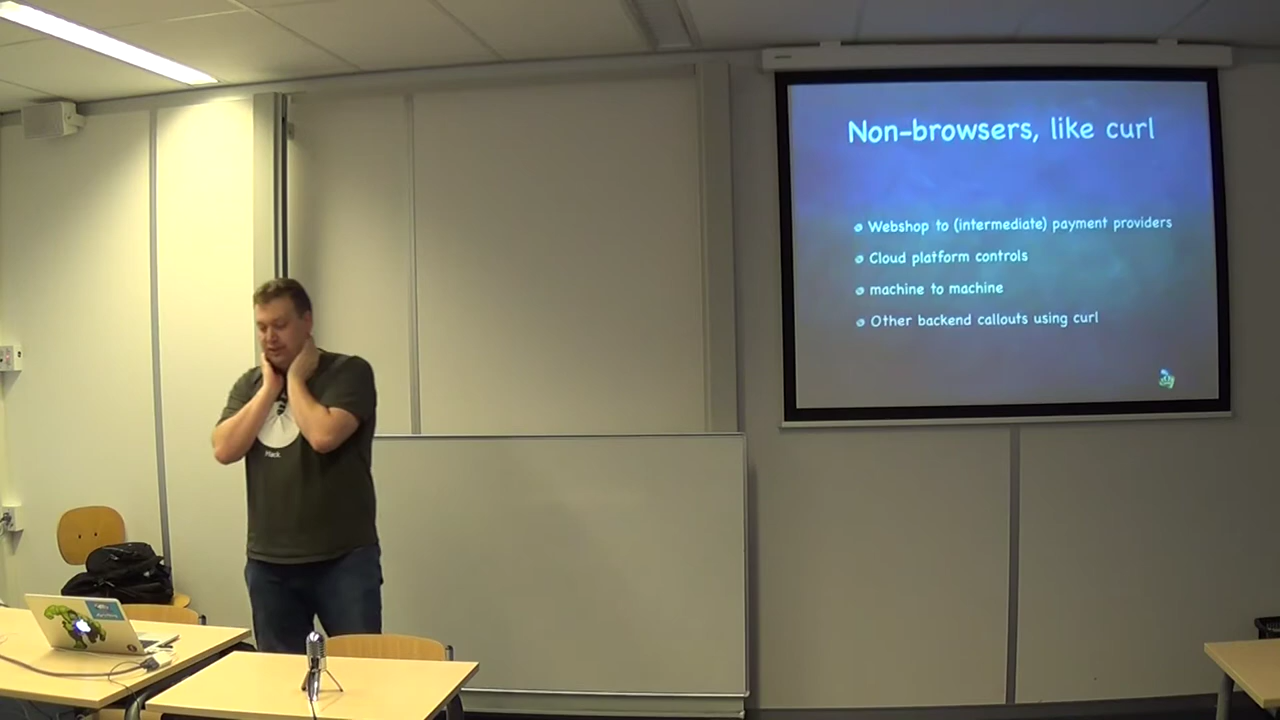 Non-browsers, like curl
Webshop to (intermediate) payment providers
Cloud platform controls
machine to machine
Other backend callouts using curl
Hack.